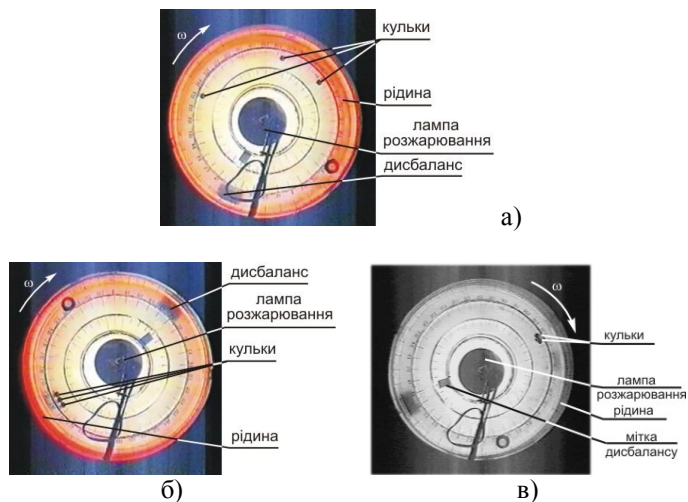 ω
кульки
рідина
лампа
розжарювання
дисбаланс
а)
ω
дисбаланс
лампа
розжарювання
кульки
рідина
б)
ω
кульки
лампа
розжарювання
рідина
мітка
дисбалансу
в)